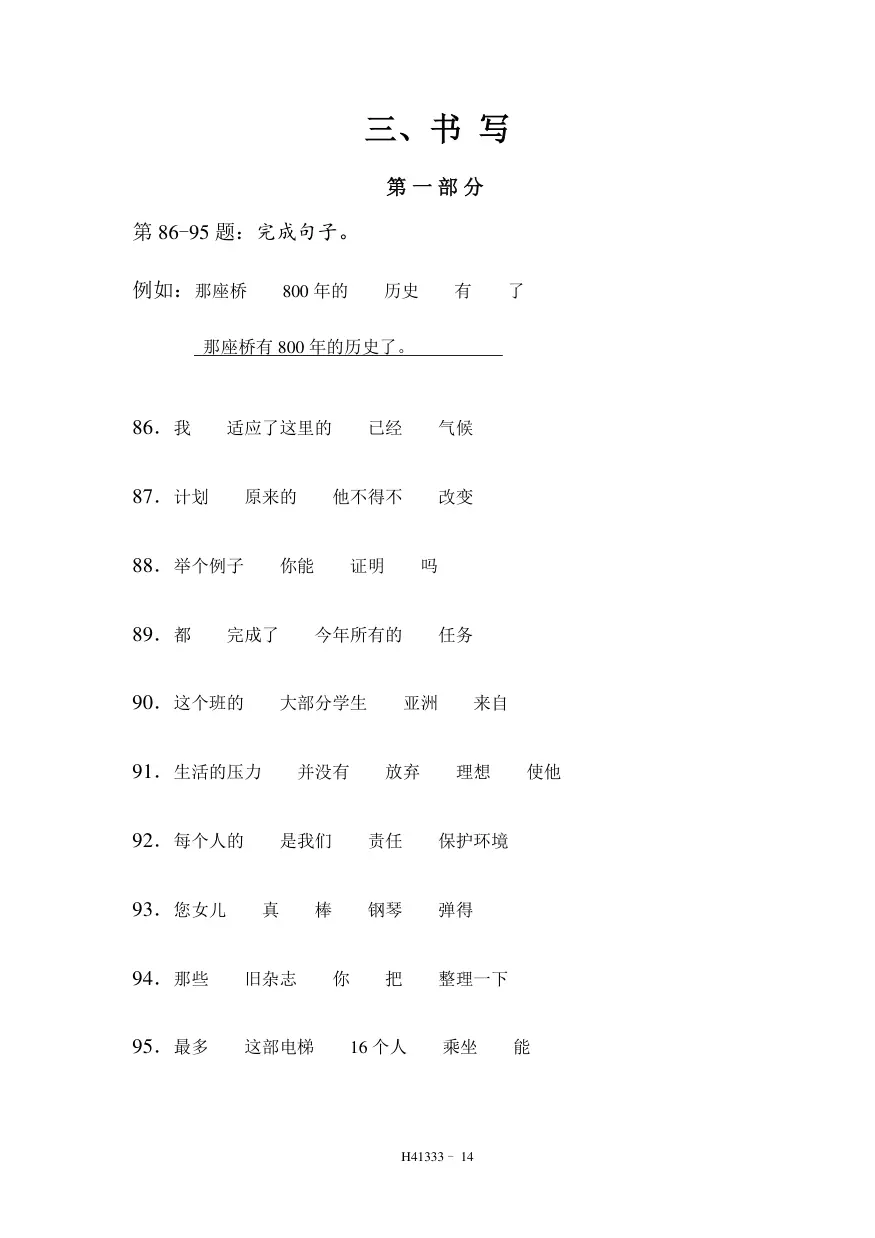 三、书 写
第 一 部 分
第 86-95 题：完成句子。
例如：那座桥 800 年的 历史 有 了
那座桥有 800 年的历史了。
86．我 适应了这里的 已经 气候
87．计划 原来的 他不得不 改变
88．举个例子 你能 证明 吗
89．都 完成了 今年所有的 任务
90．这个班的 大部分学生 亚洲 来自
91．生活的压力 并没有 放弃 理想 使他
92．每个人的 是我们 责任 保护环境
93．您女儿 真 棒 钢琴 弹得
94．那些 旧杂志 你 把 整理一下
95．最多 这部电梯 16 个人 乘坐 能
H41333 - 14